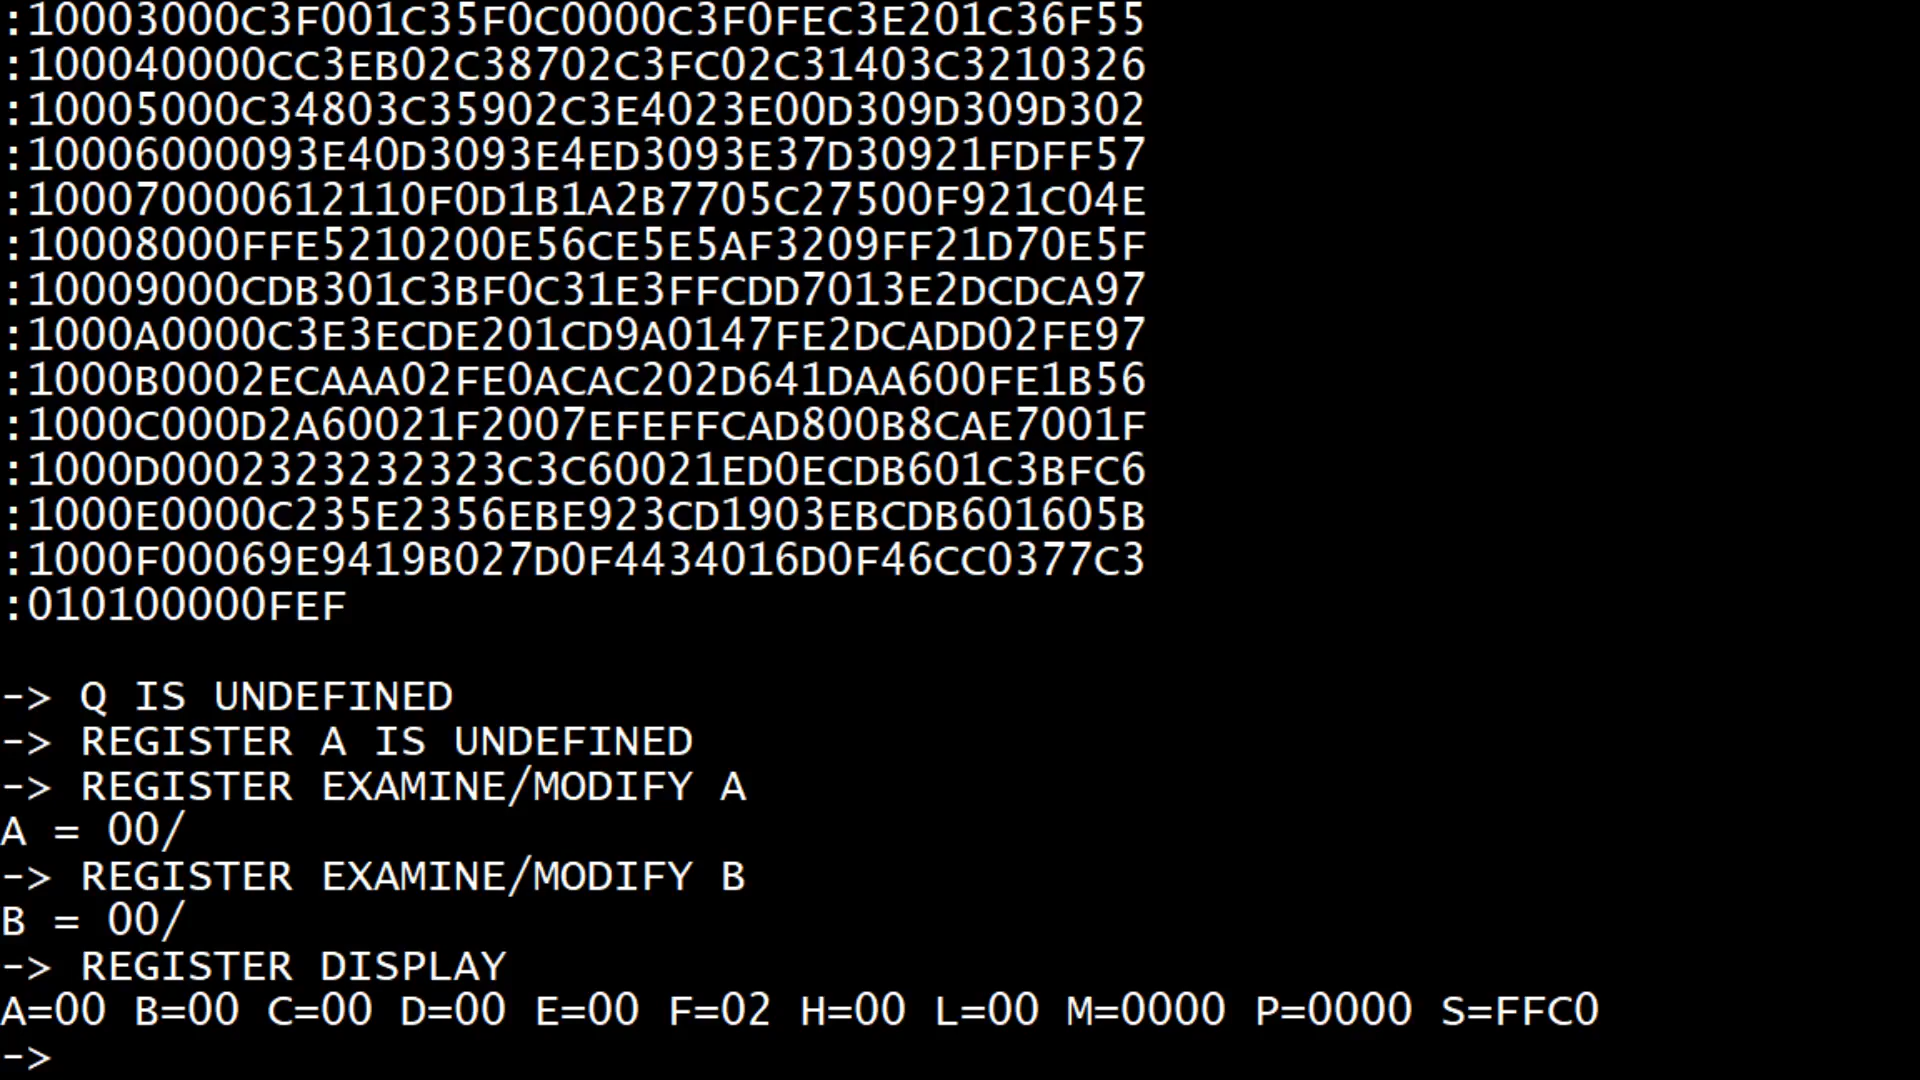 :10003000C3F001C35F0C0000C3F0FEC3E201C36F55
:100040000CC3EB02C38702C3FC02C31403C3210326
:10005000C34803C35902C3E4023E00D309D309D302
:10006000093E40D3093E4ED3093E37D30921FDFF57
:100070000612110F0D1B1A2B7705C27500F921C04E
:10008000FFE5210200E56CE5E5AF3209FF21D70E5F
:10009000CDB301C3BF0C31E3FFCDD7013E2DCDCA97
:1000A0000C3E3ECDE201CD9A0147FE2DCADD02FE97
:1000B0002ECAAA02FE0ACAC202D641DAA600FE1B56
:1000C000D2A60021F2007EFEFFCAD800B8CAE7001F
:1000D0002323232323C3C60021ED0ECDB601C3BFC6
:1000E0000C235E2356EBE923CD1903EBCDB601605B
:1000F00069E9419B027D0F4434016D0F46CC0377C3
:010100000FEF
-> Q IS UNDEFINED
-> REGISTER A IS UNDEFINED
-> REGISTER EXAMINE/MODIFY A
A = 00/
-> REGISTER EXAMINE/MODIFY B
B = 00/
-> REGISTER DISPLAY
A=00 B=00 C=00 D=00 E=00 F=02 H=00 L=00 M=0000 P=0000 S=FFC0
->